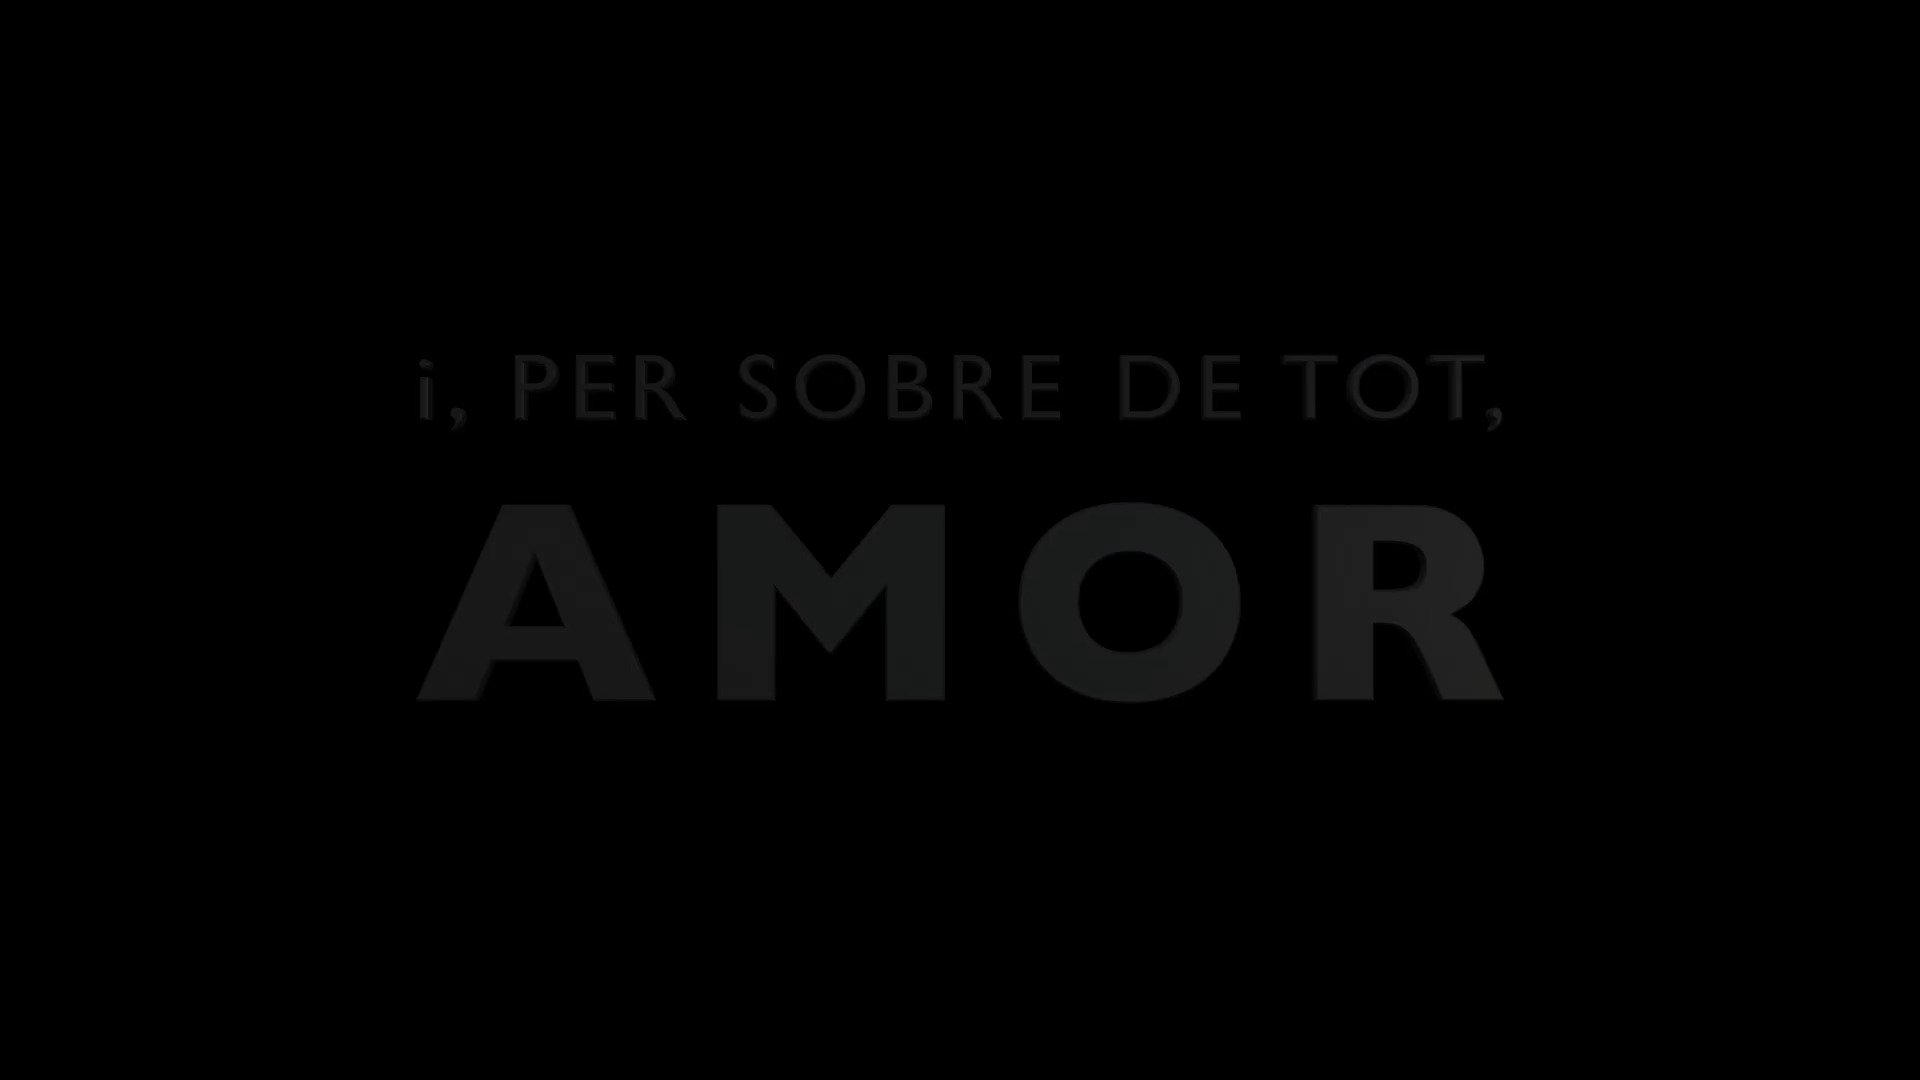 i, PER SOBRE DE TOT,
AMOR